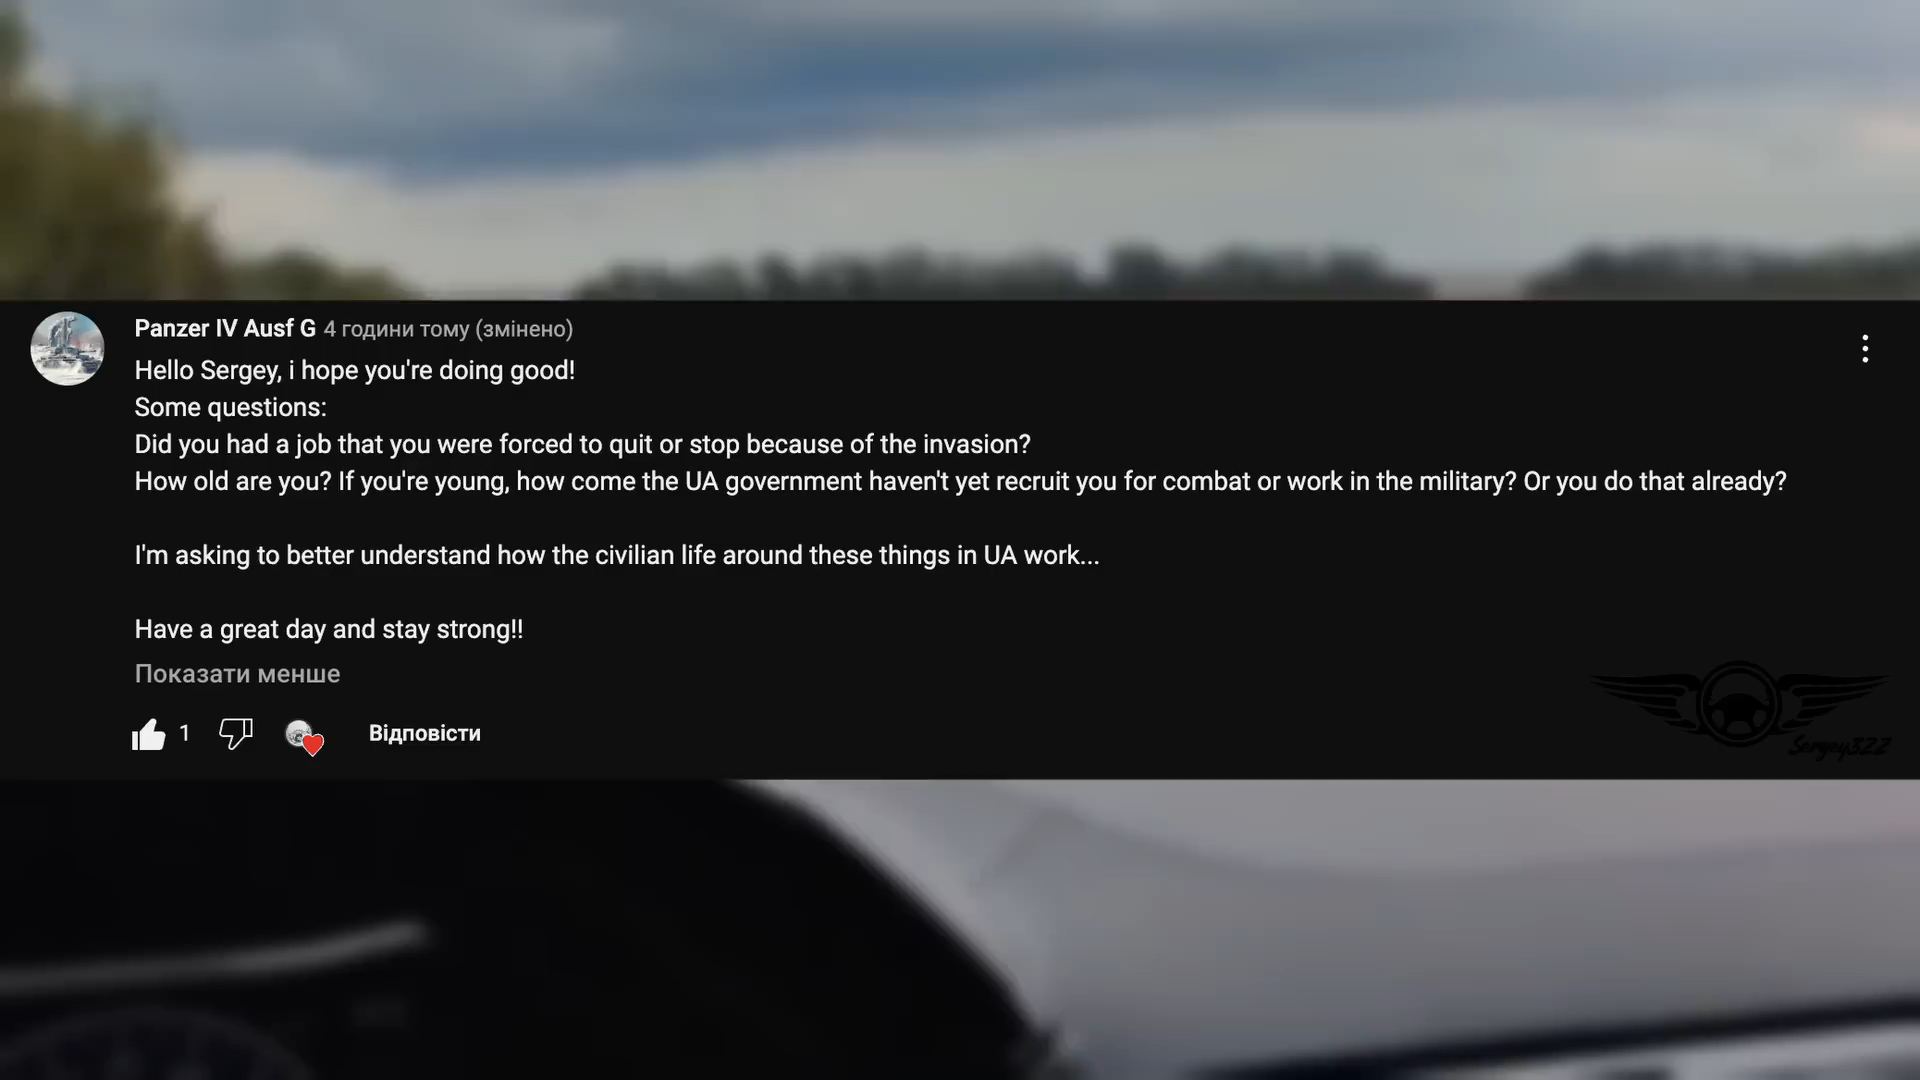 Panzer IV Ausf G 4 години тому (змінено)
Hello Sergey, i hope you're doing good!
Some questions:
Did you had a job that you were forced to quit or stop because of the invasion?
How old are you? If you're young, how come the UA government haven't yet recruit you for combat or work in the military? Or you do that already?
I'm asking to better understand how the civilian life around these things in UA work...
Have a great day and stay strong!!
Показати менше
1
Відповісти
Sergey322